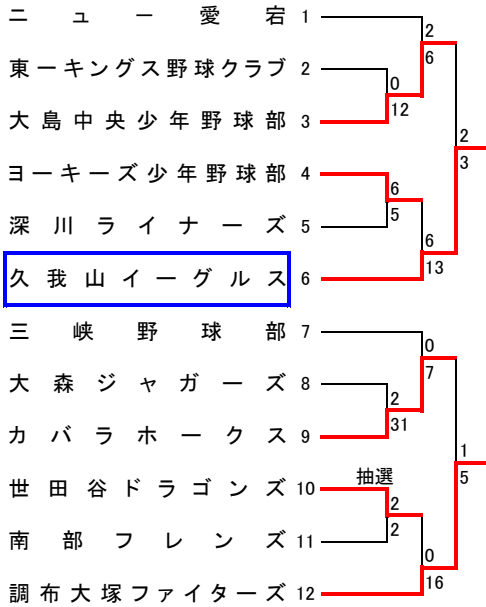 ニュー愛宕 1
2
6
東一キングス野球クラブ 2
0
12
大島中央少年野球部 3
2
3
ヨーキーズ少年野球部 4
6
5
深川ライナーズ 5
6
13
久我山イーグルス 6
三峡野球部 7
0
7
大森ジャガーズ 8
2
31
カバラホークス 9
1
5
世田谷ドラゴンズ 10
抽選
2
2
南部フレンズ 11
0
16
調布大塚ファイターズ 12